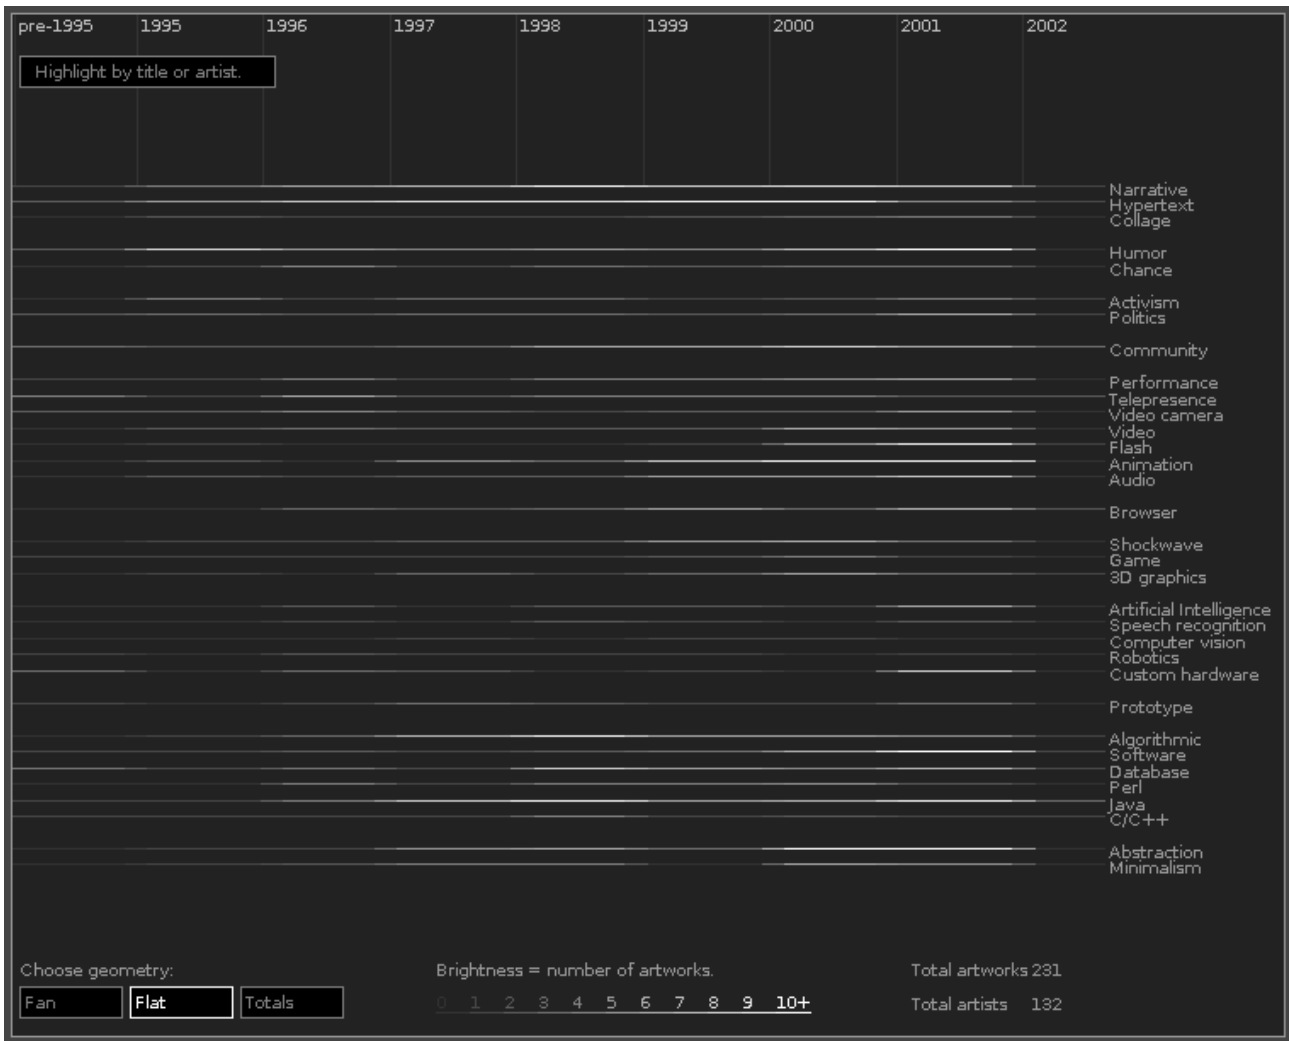 pre-1995 1995 1996 1997 1998 1999 2000 2001 2002
Highlight by title or artist.
Narrative
Hypertext
Collage
Humor
Chance
Activism
Politics
Community
Performance
Telepresence
Video camera
Video
Flash
Animation
Audio
Browser
Shockwave
Game
3D graphics
Artificial Intelligence
Speech recognition
Computer vision
Robotics
Custom hardware
Prototype
Algorithmic
Software
Database
Perl
Java
C/C++
Abstraction
Minimalism
Choose geometry: Brightness = number of artworks. Total artworks 231
Fan Flat Totals 0 1 2 3 4 5 6 7 8 9 10+ Total artists 132